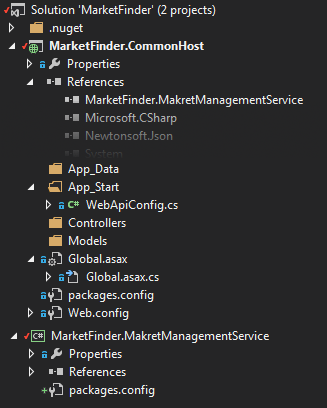 Solution 'MarketFinder' (2 projects)
.nuget
MarketFinder.CommonHost
Properties
References
MarketFinder.MakretManagementService
Microsoft.CSharp
Newtonsoft.Json
System
App_Data
App_Start
C# WebApiConfig.cs
Controllers
Models
Global.asax
Global.asax.cs
packages.config
Web.config
C# MarketFinder.MakretManagementService
Properties
References
packages.config